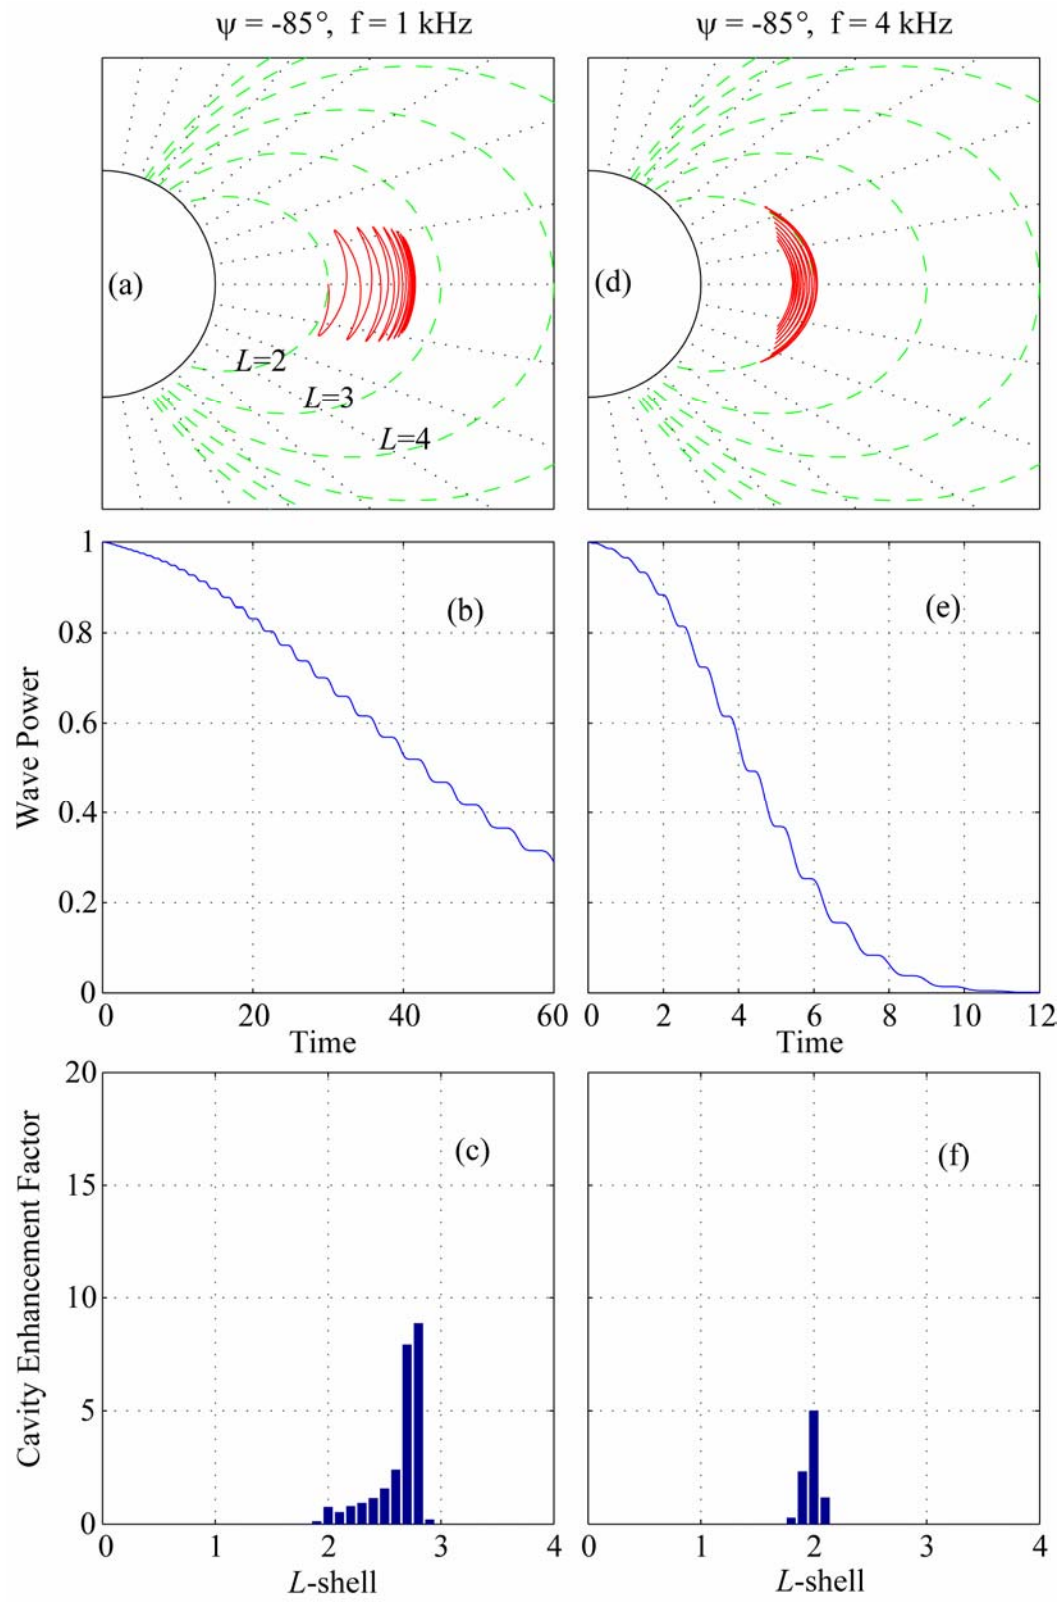 ψ = -85°, f = 1 kHz
ψ = -85°, f = 4 kHz
(a)
L=2
L=3
L=4
(d)
Wave Power
1
0.8
0.6
0.4
0.2
0
(b)
0 20 40 60
Time
(e)
0 2 4 6 8 10 12
Time
Cavity Enhancement Factor
20
15
10
5
0
(c)
0 1 2 3 4
L-shell
(f)
0 1 2 3 4
L-shell